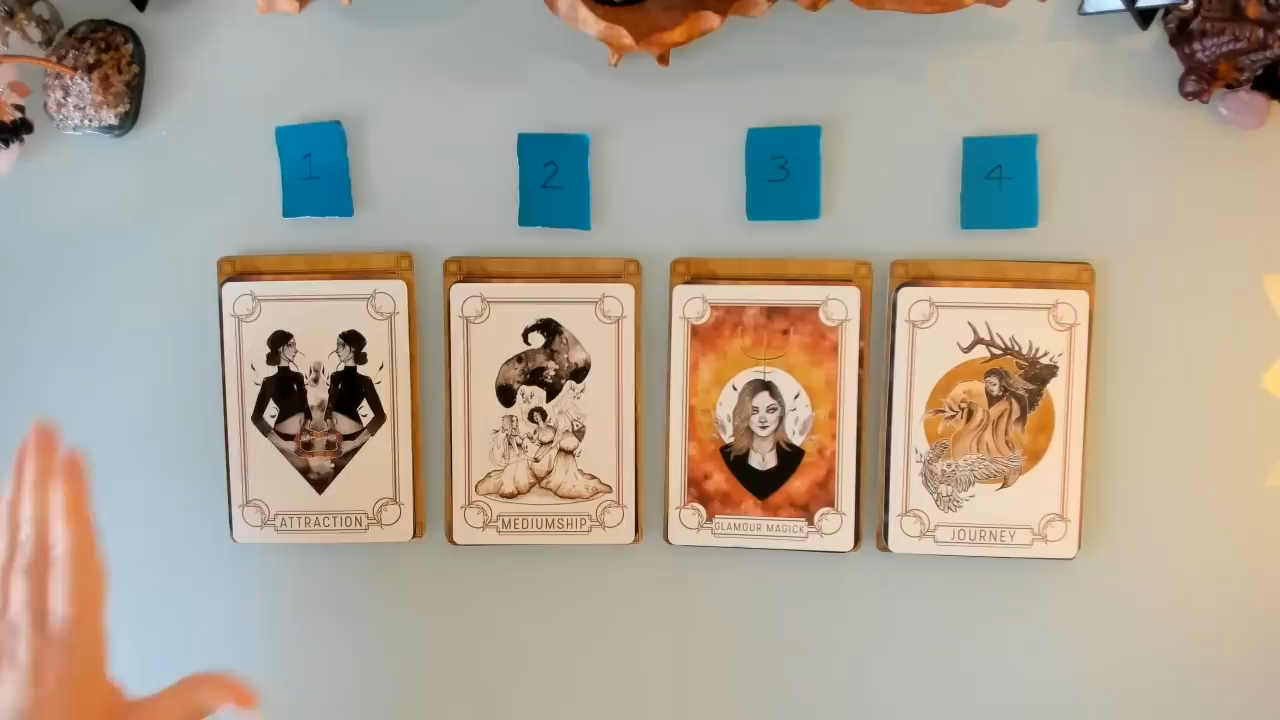 1
2
3
4
ATTRACTION
MEDIUMSHIP
GLAMOUR MAGICK
JOURNEY